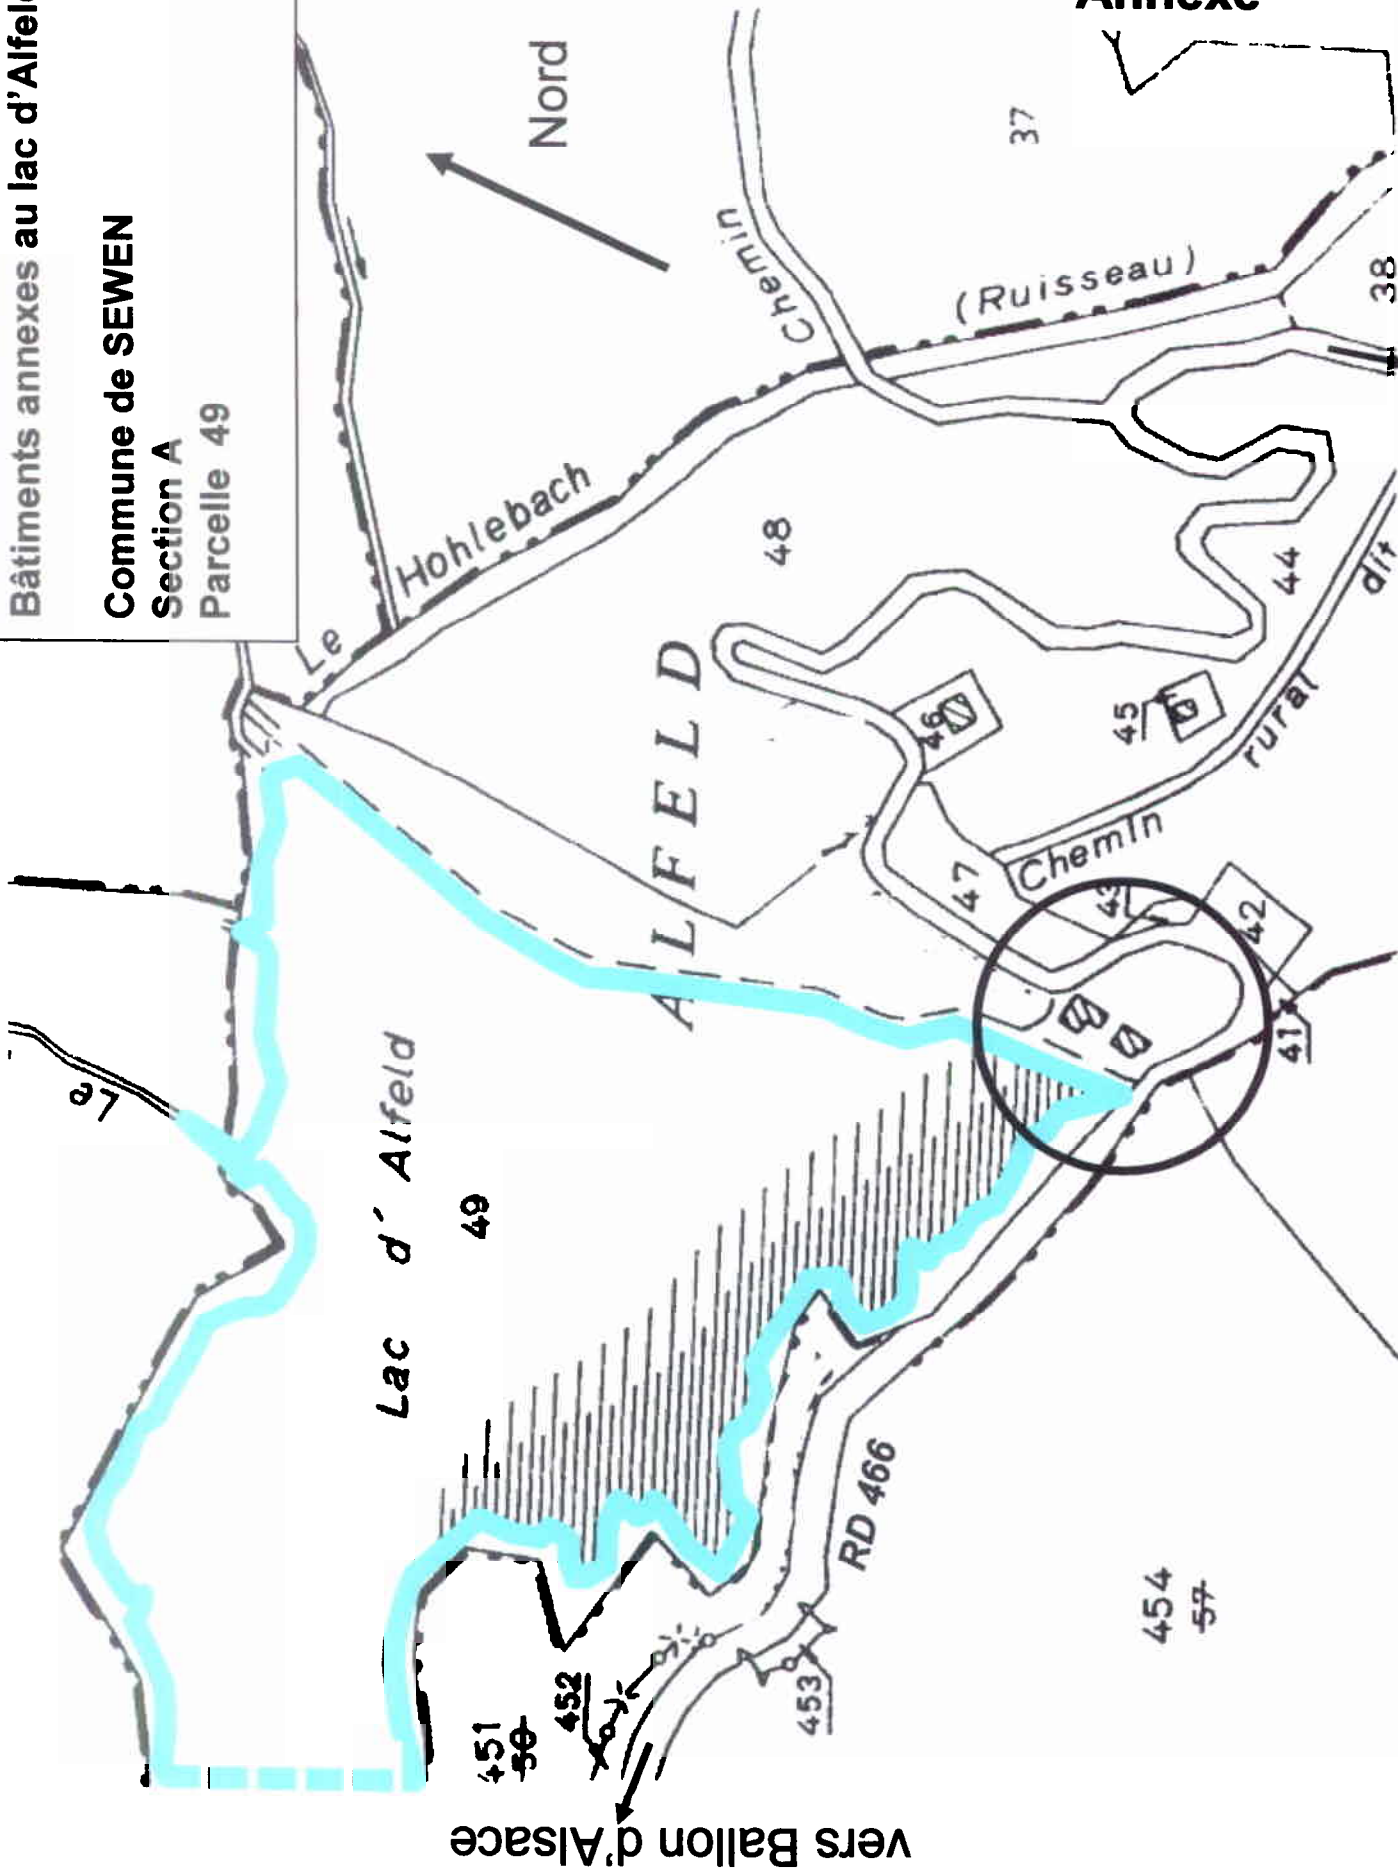 Annexe
Bâtiments annexes au lac d'Alfeld
Commune de SEWEN
Section A
Parcelle 49
Nord
37
Chemin
(Ruisseau)
38
Le Hohlebach
48
44
ALFELD
46
45
Chemin rural dit
47
43
42
41
Le
Lac d'Alfeld
49
RD 466
454
57
453
452
451
50
vers Ballon d'Alsace